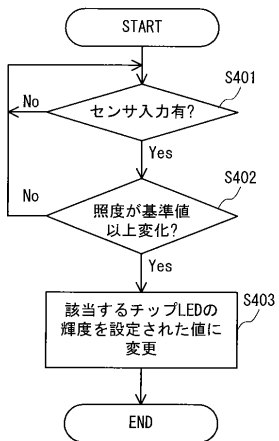 START
S401
センサ入力有?
No
Yes
S402
照度が基準値
以上変化?
No
Yes
S403
該当するチップLEDの
輝度を設定された値に
変更
END